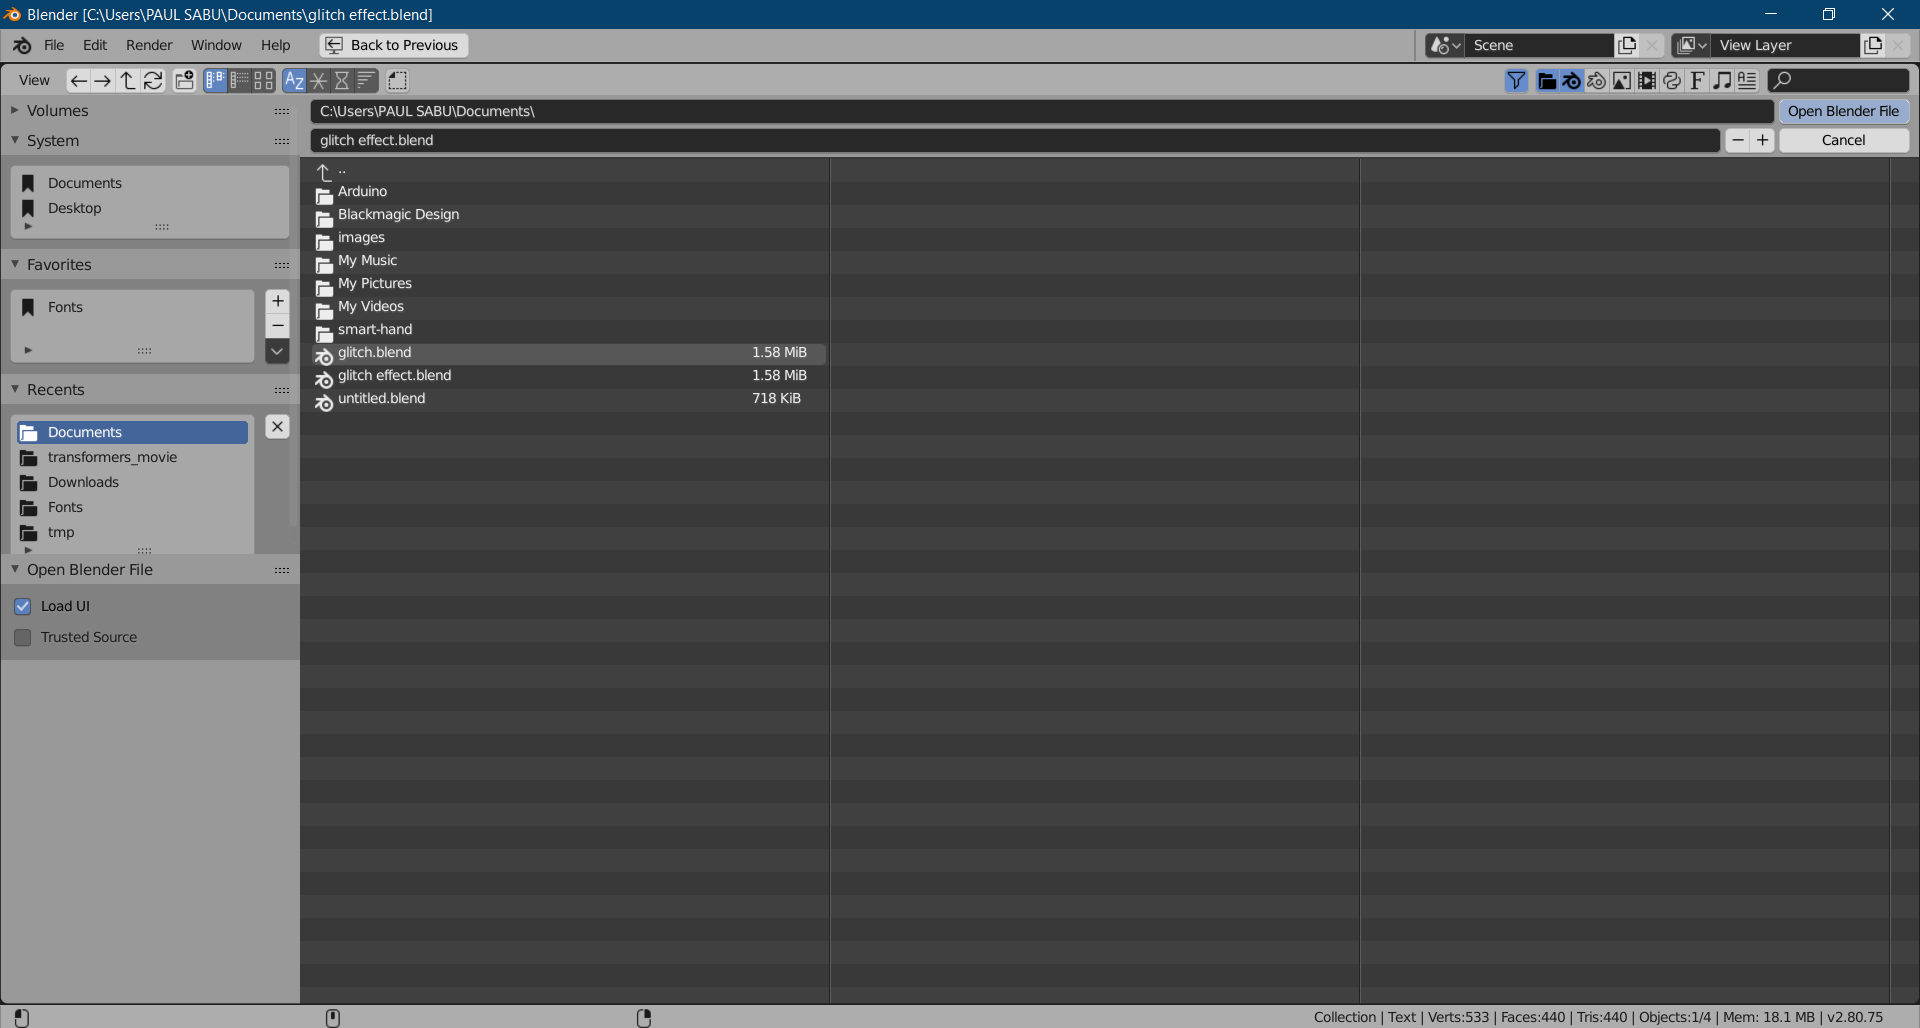 Blender [C:\Users\PAUL SABU\Documents\glitch effect.blend]
File Edit Render Window Help Back to Previous Scene View Layer
View
Volumes
System
Documents
Desktop
Favorites
Fonts
Recents
Documents
transformers_movie
Downloads
Fonts
tmp
Open Blender File
Load UI
Trusted Source
C:\Users\PAUL SABU\Documents\ Open Blender File
glitch effect.blend Cancel
..
Arduino
Blackmagic Design
images
My Music
My Pictures
My Videos
smart-hand
glitch.blend 1.58 MiB
glitch effect.blend 1.58 MiB
untitled.blend 718 KiB
Collection | Text | Verts:533 | Faces:440 | Tris:440 | Objects:1/4 | Mem: 18.1 MB | v2.80.75